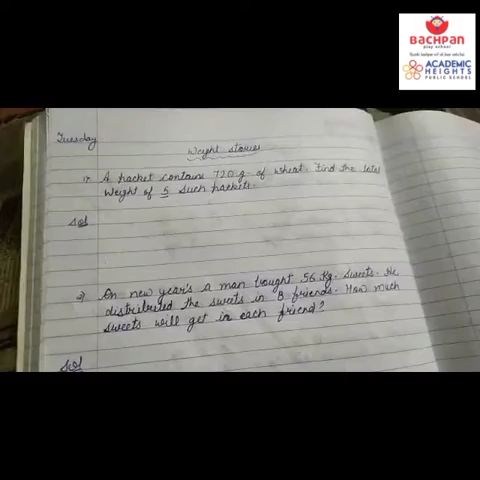 BACHPAN
play school
ACADEMIC
HEIGHTS
PUBLIC SCHOOL
Tuesday
Weight stories
1) A packet contains 720 g of wheat. Find the total
weight of 5 such packets.
Sol
2) On new year's a man bought 56 Kg. sweets. He
distributed the sweets in 8 friends. How much
sweets will get in each friend?
Sol